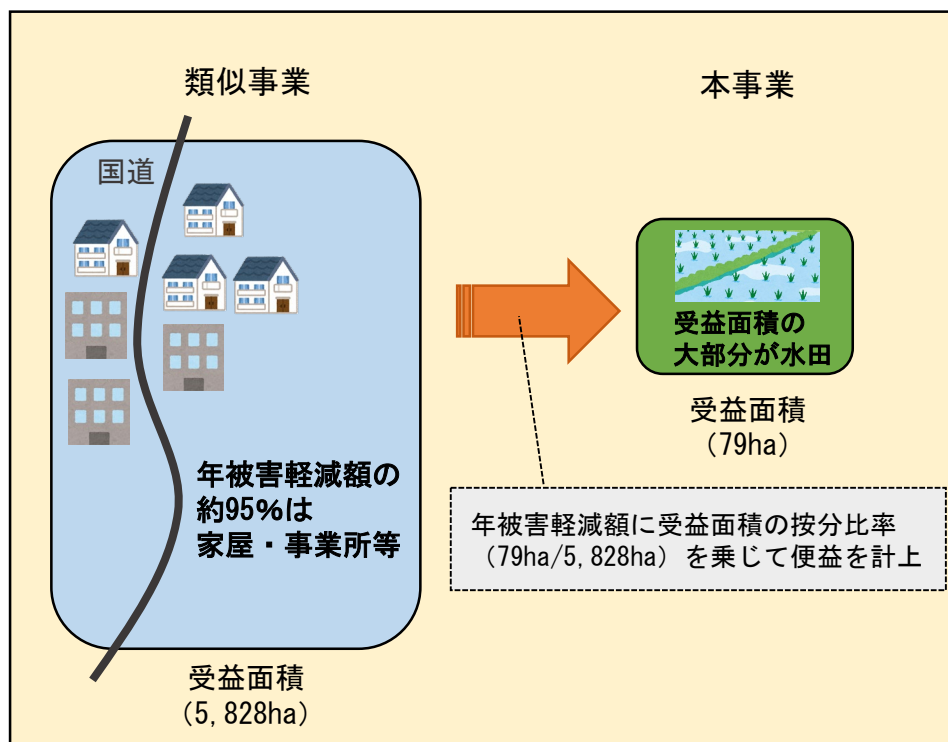 類似事業
国道
年被害軽減額の
約95%は
家屋・事業所等
受益面積
（5,828ha）
本事業
受益面積の
大部分が水田
受益面積
（79ha）
年被害軽減額に受益面積の按分比率
（79ha/5,828ha）を乗じて便益を計上